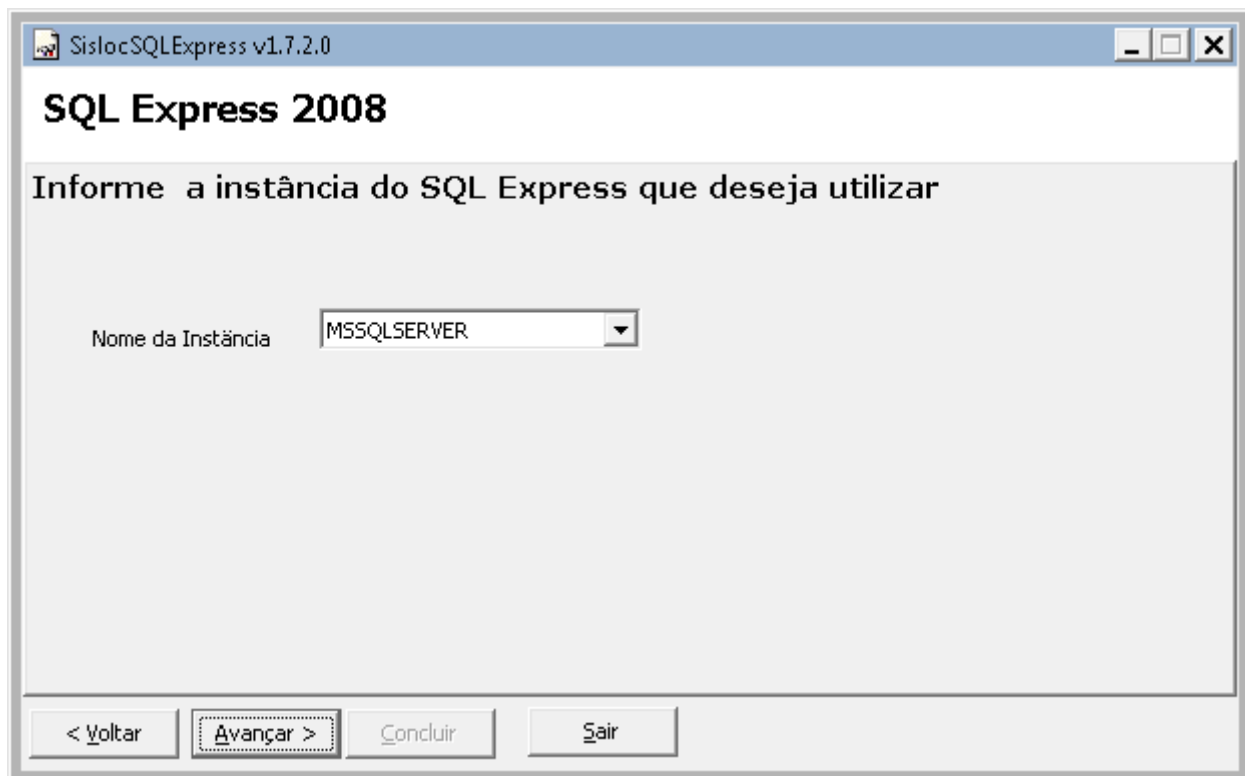 SislocSQLExpress v1.7.2.0
SQL Express 2008
Informe a instância do SQL Express que deseja utilizar
Nome da Instäncia MSSQLSERVER
< Voltar Avançar > Concluir Sair